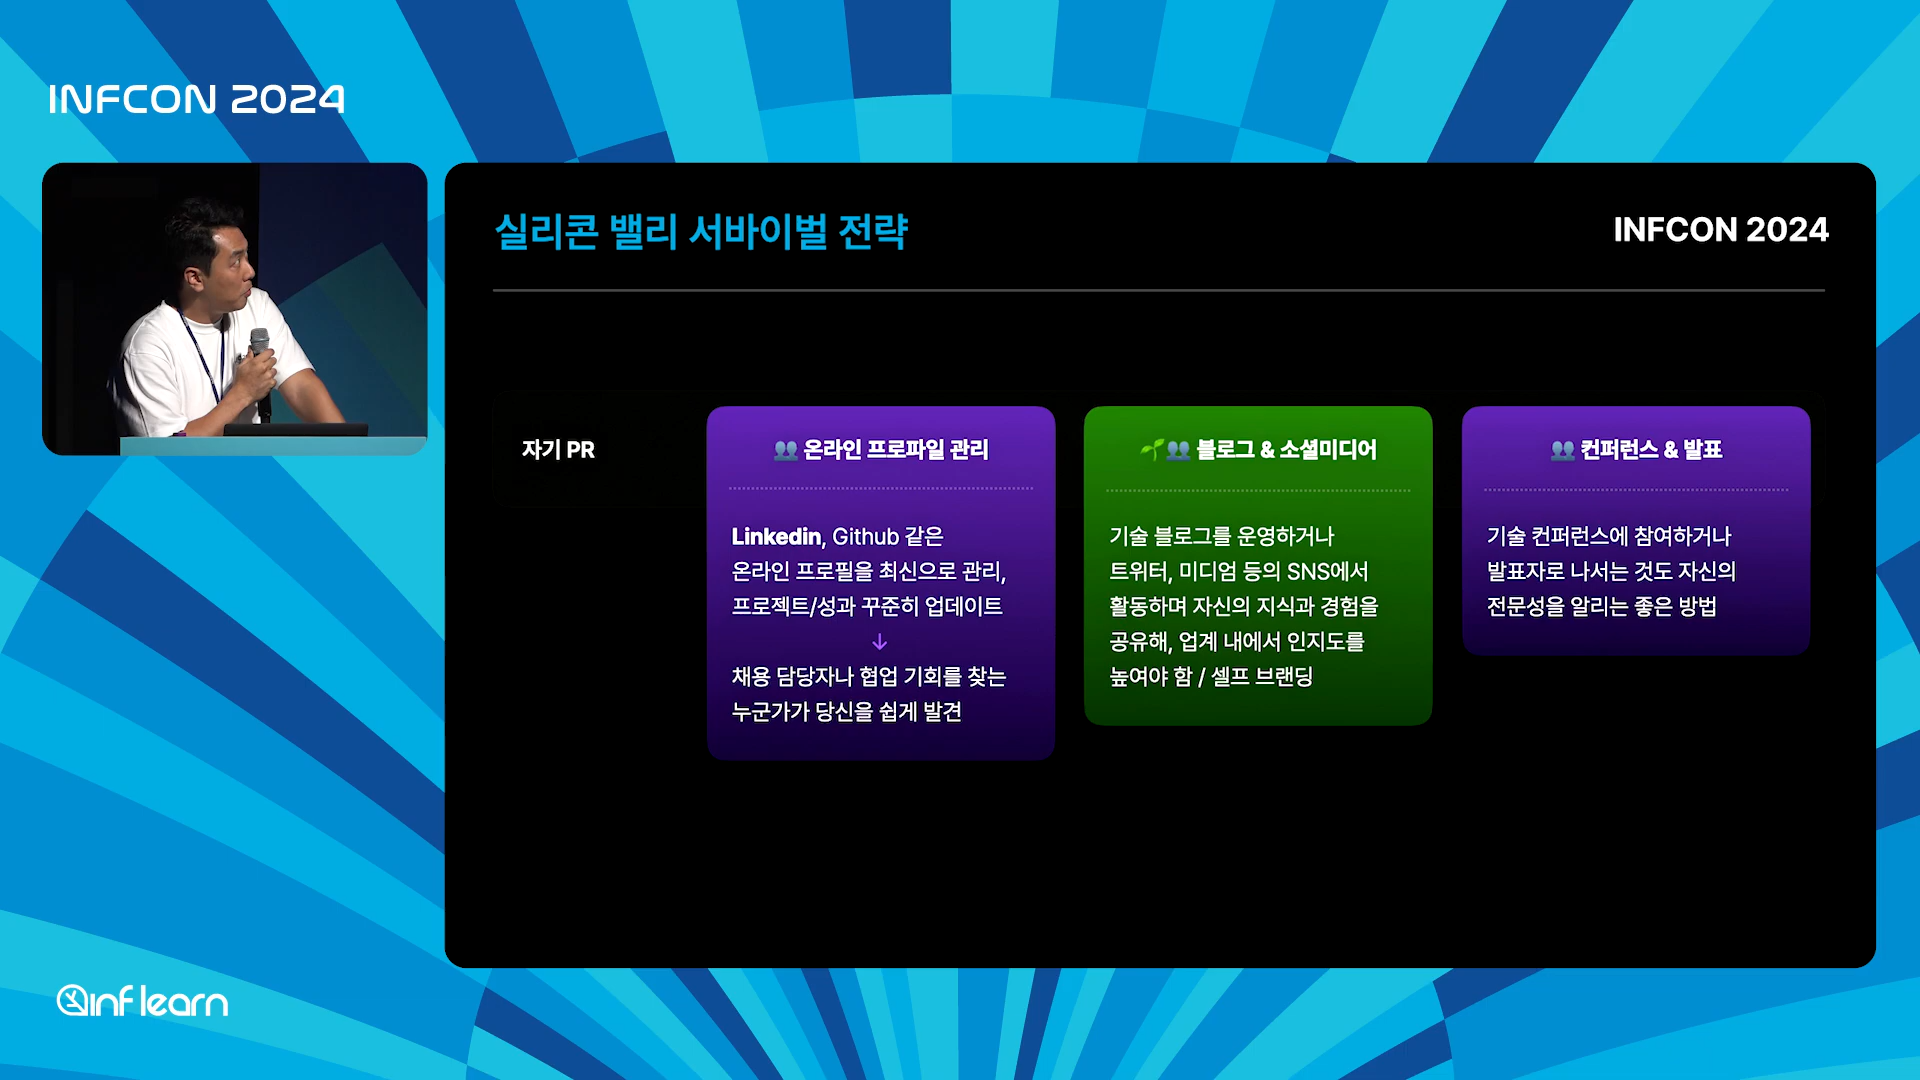 INFCON 2024
실리콘 밸리 서바이벌 전략
INFCON 2024
자기 PR
👥 온라인 프로파일 관리
Linkedin, Github 같은
온라인 프로필을 최신으로 관리,
프로젝트/성과 꾸준히 업데이트
↓
채용 담당자나 협업 기회를 찾는
누군가가 당신을 쉽게 발견
🌱👥 블로그 & 소셜미디어
기술 블로그를 운영하거나
트위터, 미디엄 등의 SNS에서
활동하며 자신의 지식과 경험을
공유해, 업계 내에서 인지도를
높여야 함 / 셀프 브랜딩
👥 컨퍼런스 & 발표
기술 컨퍼런스에 참여하거나
발표자로 나서는 것도 자신의
전문성을 알리는 좋은 방법
inflearn